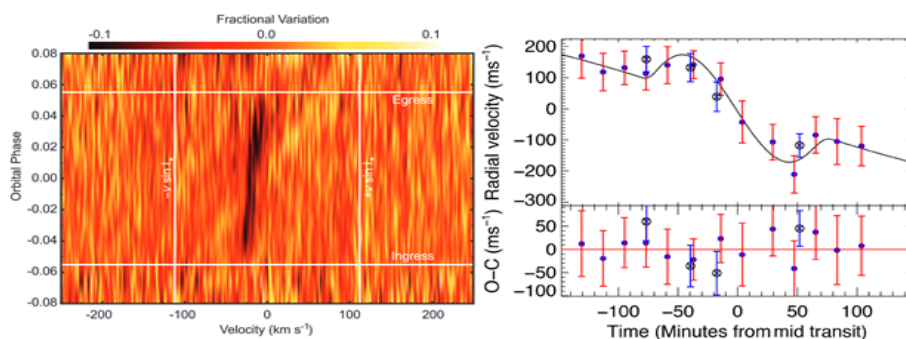 Fractional Variation
-0.1 0.0 0.1
0.08
0.06
0.04
0.02
0.00
-0.02
-0.04
-0.06
-0.08
Orbital Phase
Egress
-v sin I*
+v sin I*
Ingress
-200 -100 0 100 200
Velocity (km s⁻¹)
200
100
0
−100
−200
−300
Radial velocity (ms⁻¹)
50
0
−50
−100
O−C (ms⁻¹)
−100 −50 0 50 100
Time (Minutes from mid transit)